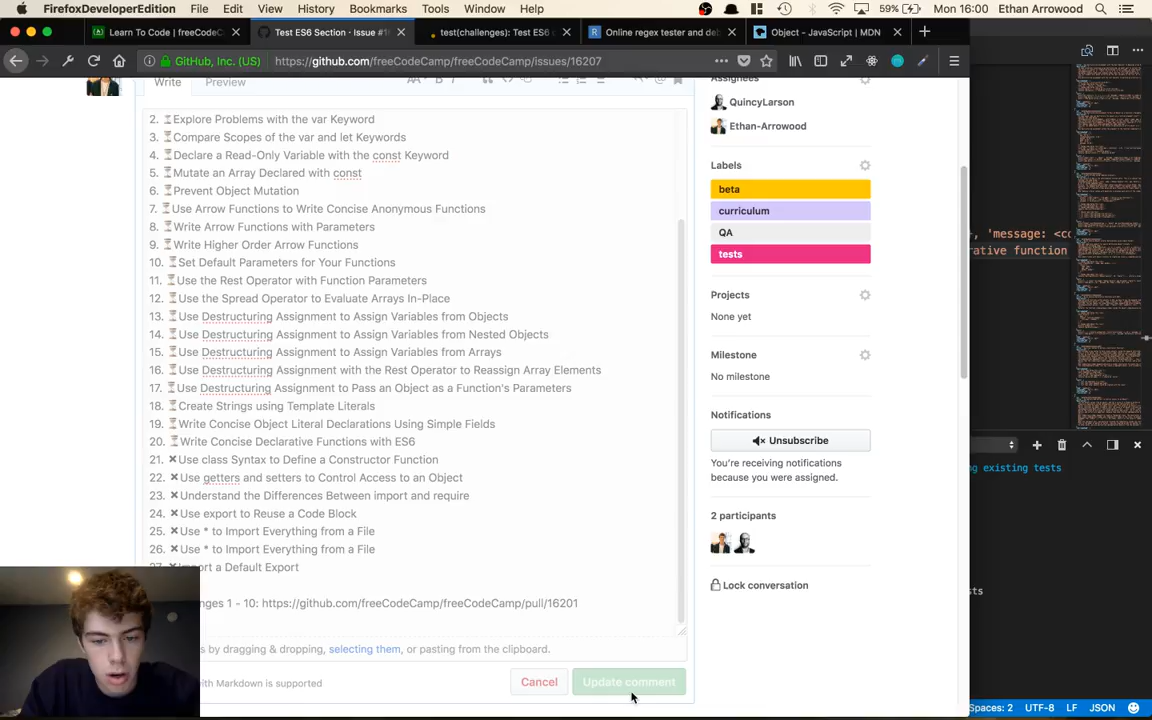 FirefoxDeveloperEdition File Edit View History Bookmarks Tools Window Help 59% Mon 16:00 Ethan Arrowood
Learn To Code | freeCodeCamp
Test ES6 Section · Issue #1
test(challenges): Test ES6
Online regex tester and deb
Object - JavaScript | MDN
GitHub, Inc. (US) https://github.com/freeCodeCamp/freeCodeCamp/issues/16207
Write Preview
2. Explore Problems with the var Keyword
3. Compare Scopes of the var and let Keywords
4. Declare a Read-Only Variable with the const Keyword
5. Mutate an Array Declared with const
6. Prevent Object Mutation
7. Use Arrow Functions to Write Concise Anonymous Functions
8. Write Arrow Functions with Parameters
9. Write Higher Order Arrow Functions
10. Set Default Parameters for Your Functions
11. Use the Rest Operator with Function Parameters
12. Use the Spread Operator to Evaluate Arrays In-Place
13. Use Destructuring Assignment to Assign Variables from Objects
14. Use Destructuring Assignment to Assign Variables from Nested Objects
15. Use Destructuring Assignment to Assign Variables from Arrays
16. Use Destructuring Assignment with the Rest Operator to Reassign Array Elements
17. Use Destructuring Assignment to Pass an Object as a Function's Parameters
18. Create Strings using Template Literals
19. Write Concise Object Literal Declarations Using Simple Fields
20. Write Concise Declarative Functions with ES6
21. Use class Syntax to Define a Constructor Function
22. Use getters and setters to Control Access to an Object
23. Understand the Differences Between import and require
24. Use export to Reuse a Code Block
25. Use * to Import Everything from a File
26. Use * to Import Everything from a File
27. Import a Default Export
nges 1 - 10: https://github.com/freeCodeCamp/freeCodeCamp/pull/16201
s by dragging & dropping, selecting them, or pasting from the clipboard.
with Markdown is supported
Cancel Update comment
Assignees
QuincyLarson
Ethan-Arrowood
Labels
beta
curriculum
QA
tests
Projects
None yet
Milestone
No milestone
Notifications
Unsubscribe
You're receiving notifications
because you were assigned.
2 participants
Lock conversation
}, 'message: <co
rative function
ng existing tests
sts
Spaces: 2 UTF-8 LF JSON